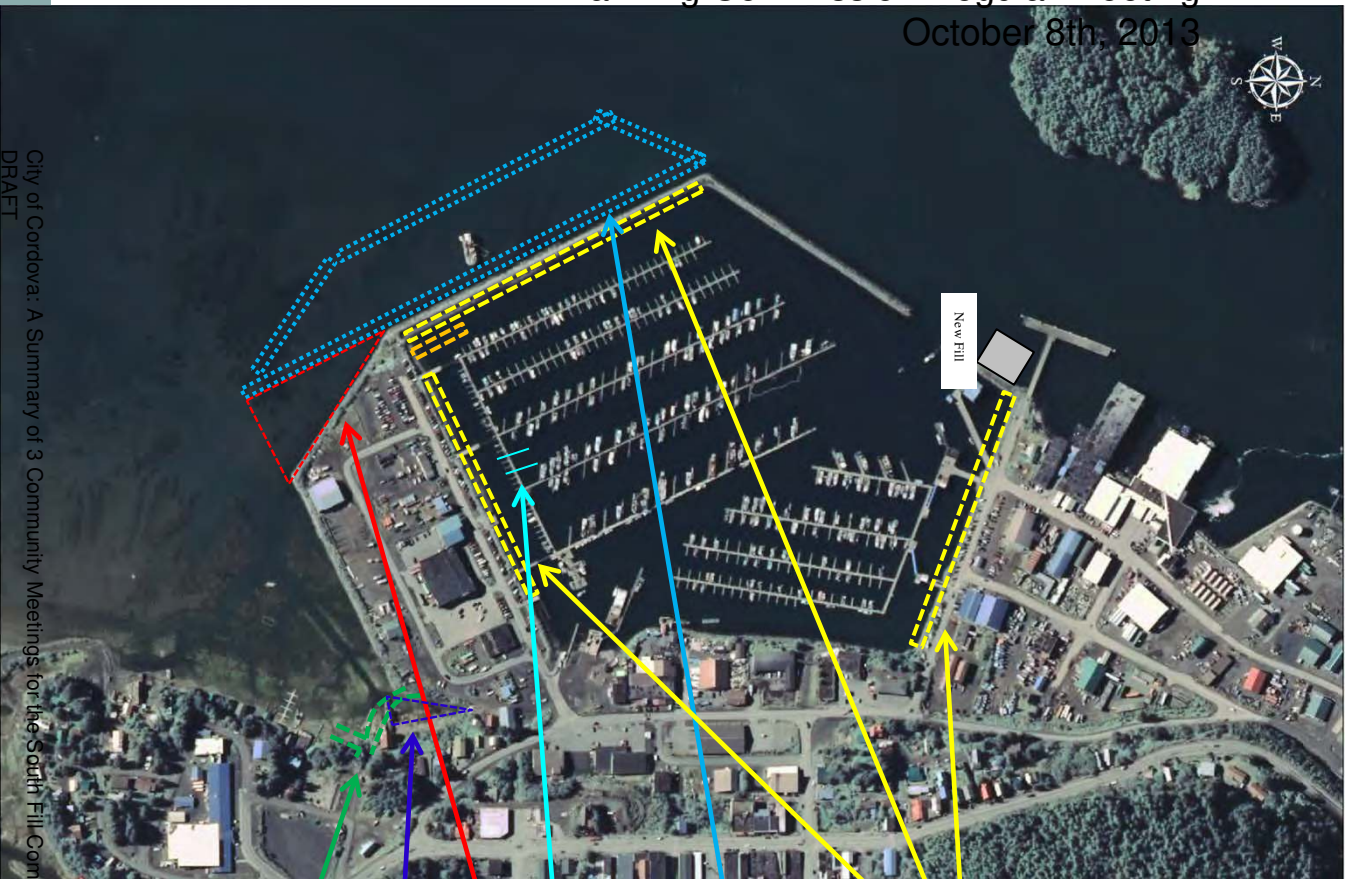 October 8th, 2013
W
N
S
E
New Fill
City of Cordova: A Summary of 3 Community Meetings for the South Fill Com
DRAFT